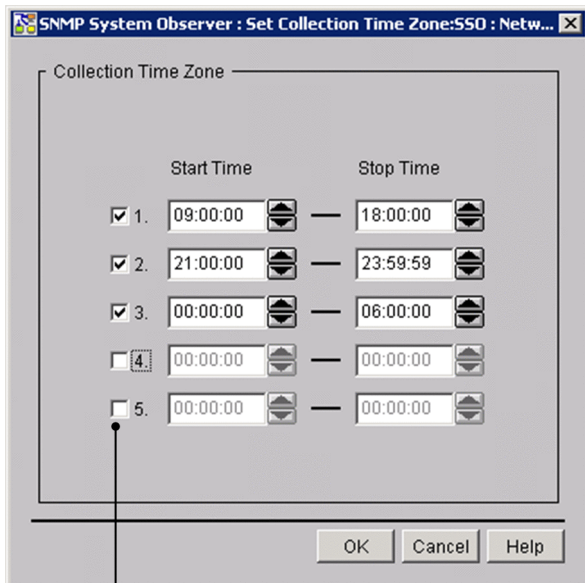 SNMP System Observer : Set Collection Time Zone:SSO : Netw...
Collection Time Zone
Start Time Stop Time
1. 09:00:00 — 18:00:00
2. 21:00:00 — 23:59:59
3. 00:00:00 — 06:00:00
4. 00:00:00 — 00:00:00
5. 00:00:00 — 00:00:00
OK Cancel Help